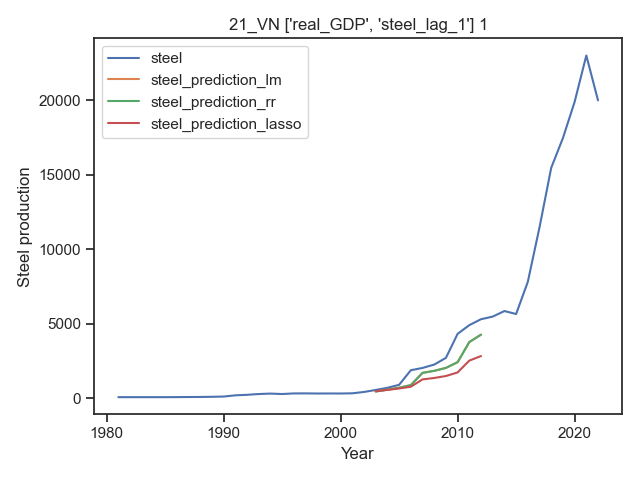 21_VN ['real_GDP', 'steel_lag_1'] 1
steel
steel_prediction_lm
steel_prediction_rr
steel_prediction_lasso
Steel production
20000
15000
10000
5000
0
1980
1990
2000
2010
2020
Year